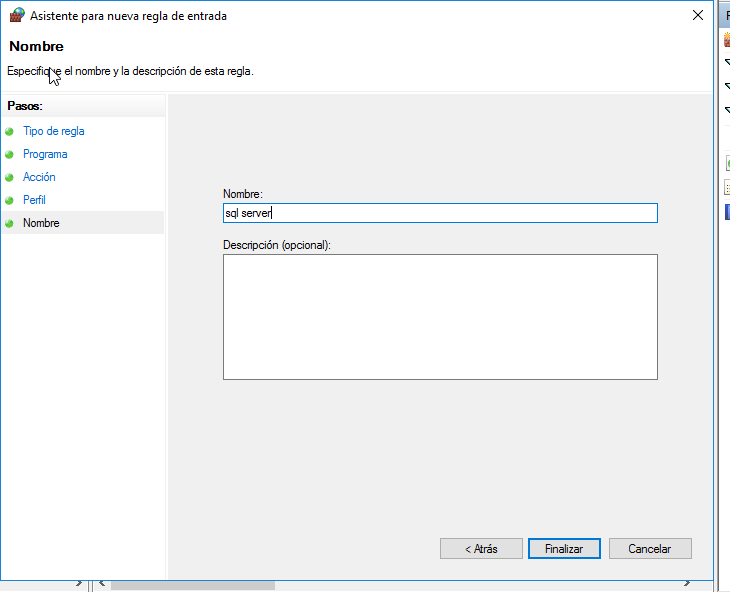 Asistente para nueva regla de entrada
Nombre
Especifique el nombre y la descripción de esta regla.
Pasos:
Tipo de regla
Programa
Acción
Perfil
Nombre
Nombre:
sql server
Descripción (opcional):
< Atrás
Finalizar
Cancelar